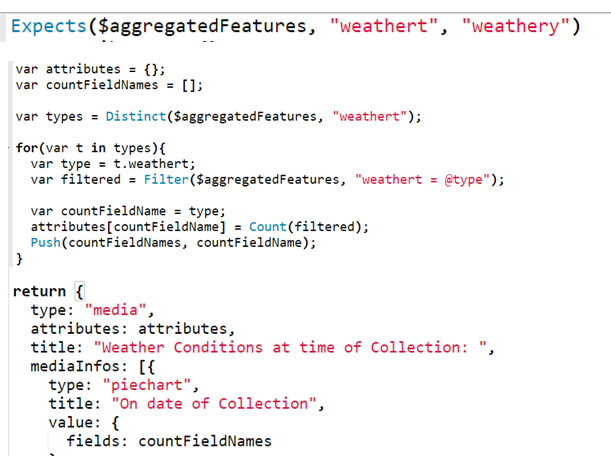 Expects($aggregatedFeatures, "weathert", "weathery")
var attributes = {};
var countFieldNames = [];
var types = Distinct($aggregatedFeatures, "weathert");
for(var t in types){
var type = t.weathert;
var filtered = Filter($aggregatedFeatures, "weathert = @type");
var countFieldName = type;
attributes[countFieldName] = Count(filtered);
Push(countFieldNames, countFieldName);
}
return {
type: "media",
attributes: attributes,
title: "Weather Conditions at time of Collection: ",
mediaInfos: [{
type: "piechart",
title: "On date of Collection",
value: {
fields: countFieldNames